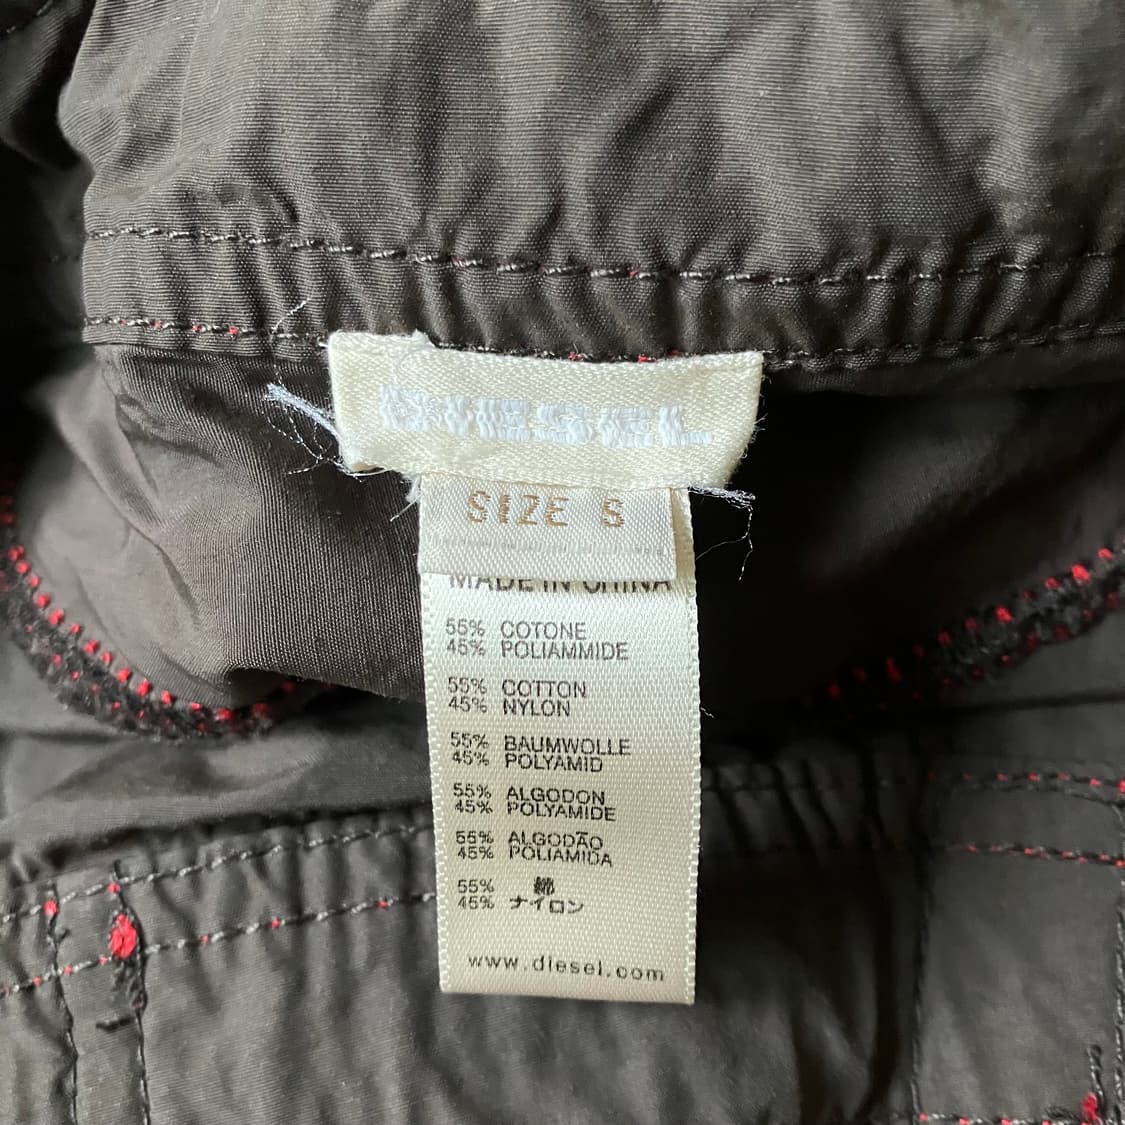 DIESEL
SIZE S
MADE IN CHINA
55% COTONE
45% POLIAMMIDE
55% COTTON
45% NYLON
55% BAUMWOLLE
45% POLYAMID
55% ALGODON
45% POLYAMIDE
55% ALGODÃO
45% POLIAMIDA
55% 綿
45% ナイロン
www.diesel.com